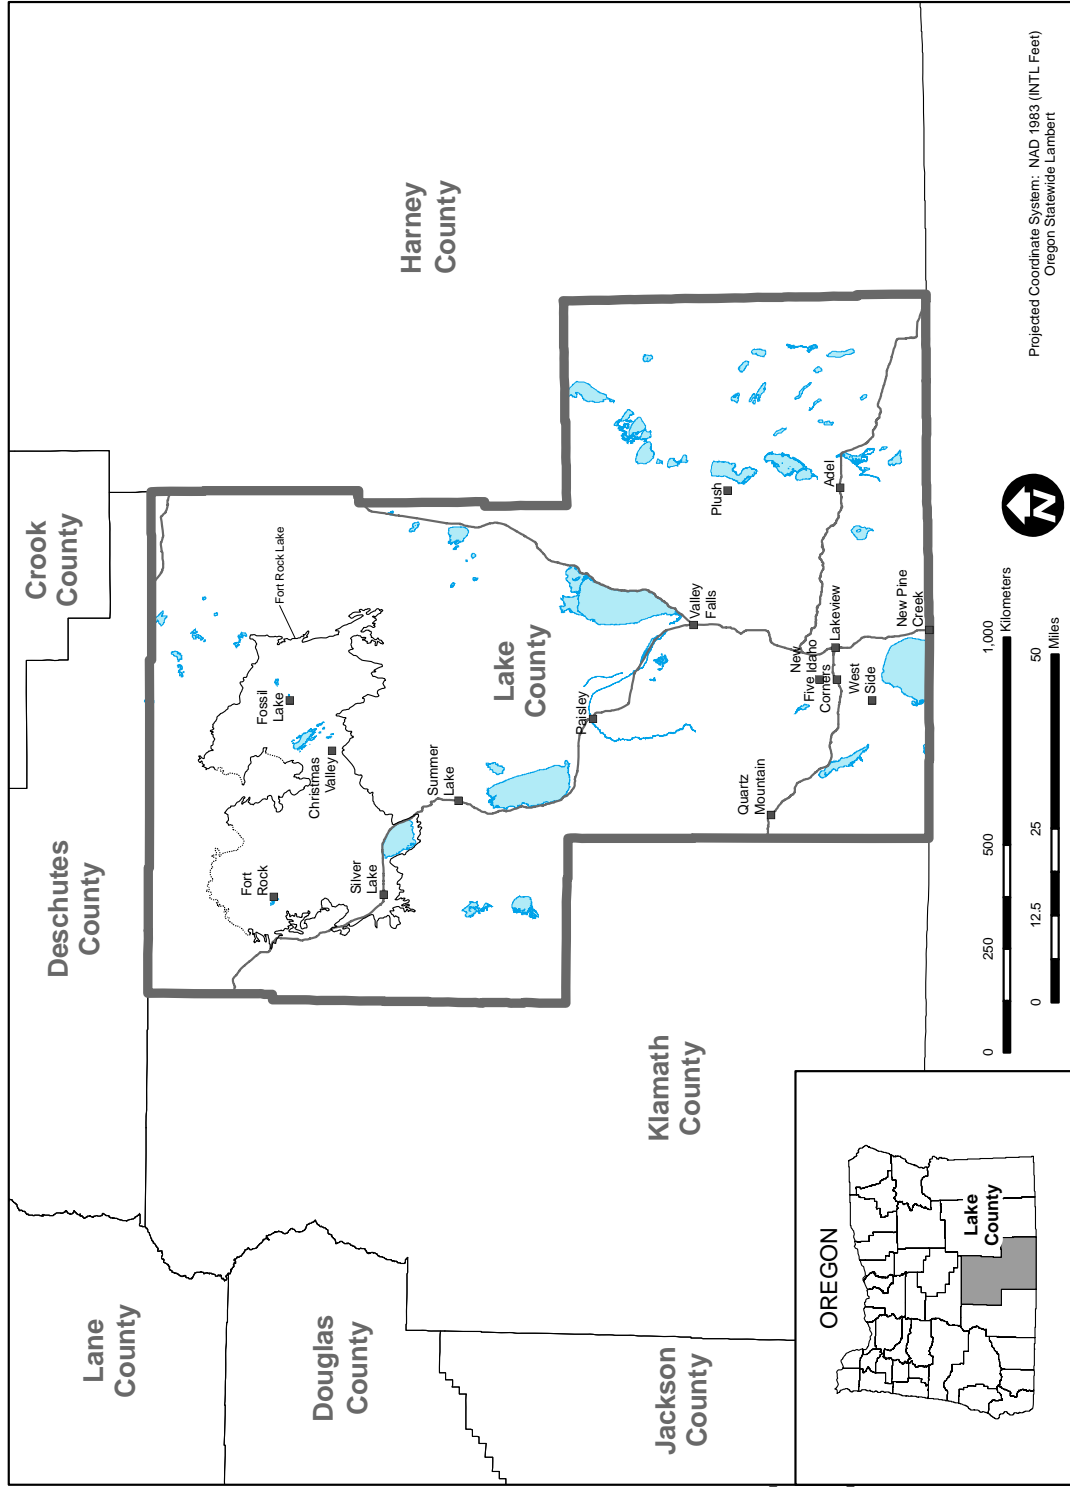 Lane
County
Deschutes
County
Crook
County
Harney
County
Douglas
County
Jackson
County
Klamath
County
Lake
County
Fort
Rock
Christmas
Valley
Fossil
Lake
Fort Rock Lake
Silver
Lake
Summer
Lake
Paisley
Valley
Falls
Plush
Quartz
Mountain
New
Idaho
Five
Corners
Lakeview
West
Side
Adel
New Pine
Creek
OREGON
Lake
County
0
250
500
1,000
Kilometers
0
12.5
25
50
Miles
N
Projected Coordinate System: NAD 1983 (INTL Feet)
Oregon Statewide Lambert